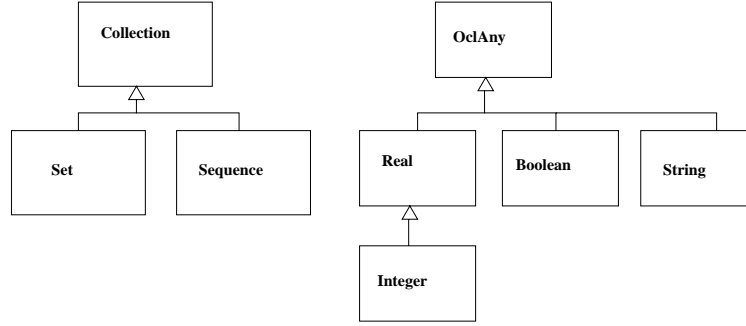 Collection
OclAny
Set
Sequence
Real
Boolean
String
Integer